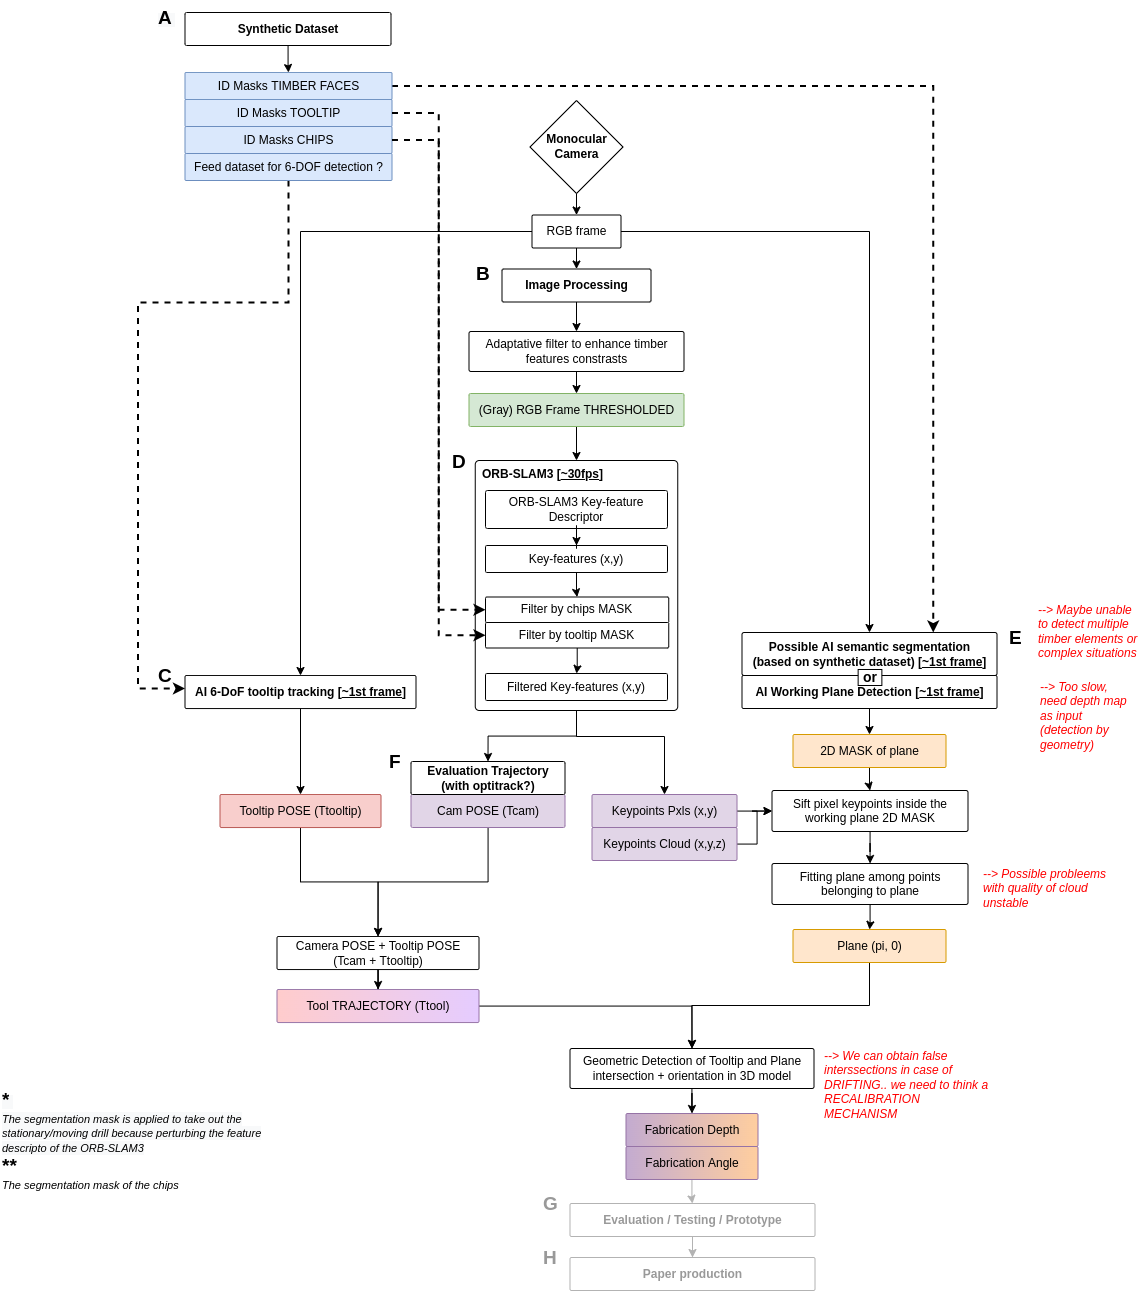 A
Synthetic Dataset
ID Masks TIMBER FACES
ID Masks TOOLTIP
ID Masks CHIPS
Feed dataset for 6-DOF detection ?
Monocular
Camera
RGB frame
B
Image Processing
Adaptative filter to enhance timber
features constrasts
(Gray) RGB Frame THRESHOLDED
D
ORB-SLAM3 [~30fps]
ORB-SLAM3 Key-feature
Descriptor
Key-features (x,y)
Filter by chips MASK
Filter by tooltip MASK
Filtered Key-features (x,y)
C
AI 6-DoF tooltip tracking [~1st frame]
E
Possible AI semantic segmentation
(based on synthetic dataset) [~1st frame]
or
AI Working Plane Detection [~1st frame]
--> Maybe unable
to detect multiple
timber elements or
complex situations
--> Too slow,
need depth map
as input
(detection by
geometry)
2D MASK of plane
F
Evaluation Trajectory
(with optitrack?)
Tooltip POSE (Ttooltip)
Cam POSE (Tcam)
Keypoints Pxls (x,y)
Keypoints Cloud (x,y,z)
Sift pixel keypoints inside the
working plane 2D MASK
Fitting plane among points
belonging to plane
--> Possible probleems
with quality of cloud
unstable
Plane (pi, 0)
Camera POSE + Tooltip POSE
(Tcam + Ttooltip)
Tool TRAJECTORY (Ttool)
Geometric Detection of Tooltip and Plane
intersection + orientation in 3D model
--> We can obtain false
interssections in case of
DRIFTING.. we need to think a
RECALIBRATION
MECHANISM
Fabrication Depth
Fabrication Angle
*
The segmentation mask is applied to take out the
stationary/moving drill because perturbing the feature
descripto of the ORB-SLAM3
**
The segmentation mask of the chips
G
Evaluation / Testing / Prototype
H
Paper production